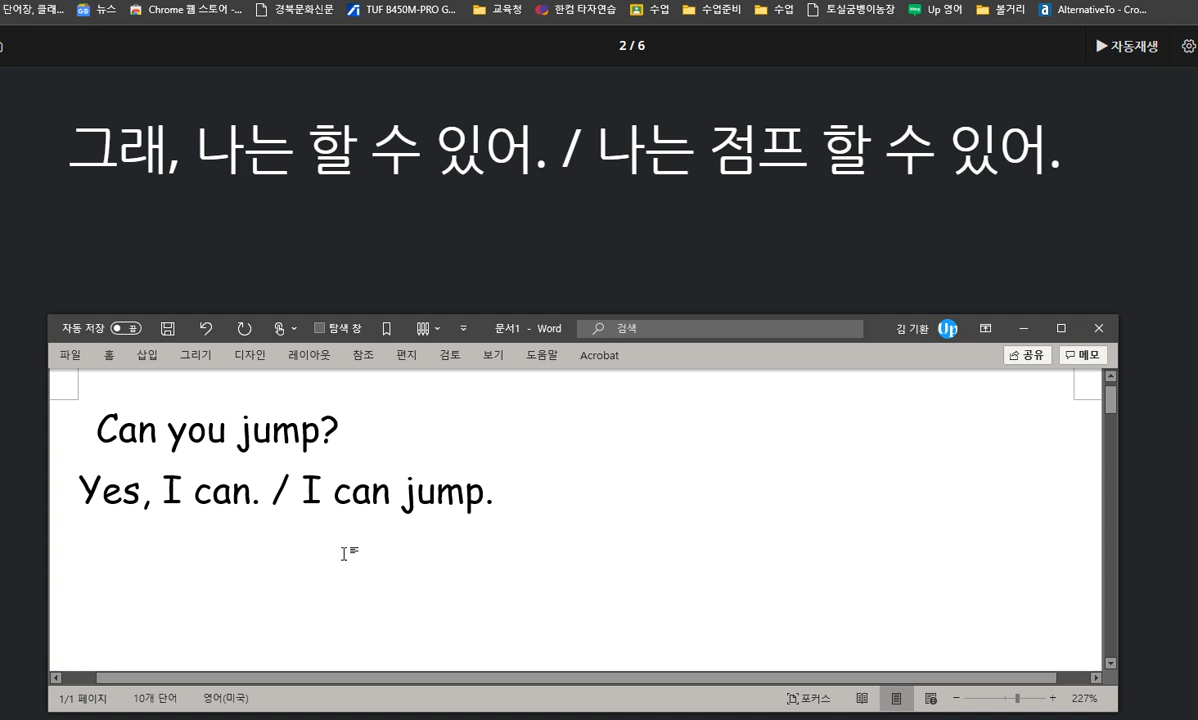 단어장, 클래... 뉴스 Chrome 웹 스토어 -... 경북문화신문 TUF B450M-PRO G... 교육청 한컴 타자연습 수업 수업준비 수업 토실굼벵이농장 Up 영어 볼거리 AlternativeTo - Cro...
2 / 6 ▶ 자동재생
그래, 나는 할 수 있어. / 나는 점프 할 수 있어.
자동 저장 끔 탐색 창 문서1 - Word 검색 김 기환 Up
파일 홈 삽입 그리기 디자인 레이아웃 참조 편지 검토 보기 도움말 Acrobat 공유 메모
Can you jump?
Yes, I can. / I can jump.
1/1 페이지 10개 단어 영어(미국) 포커스 227%